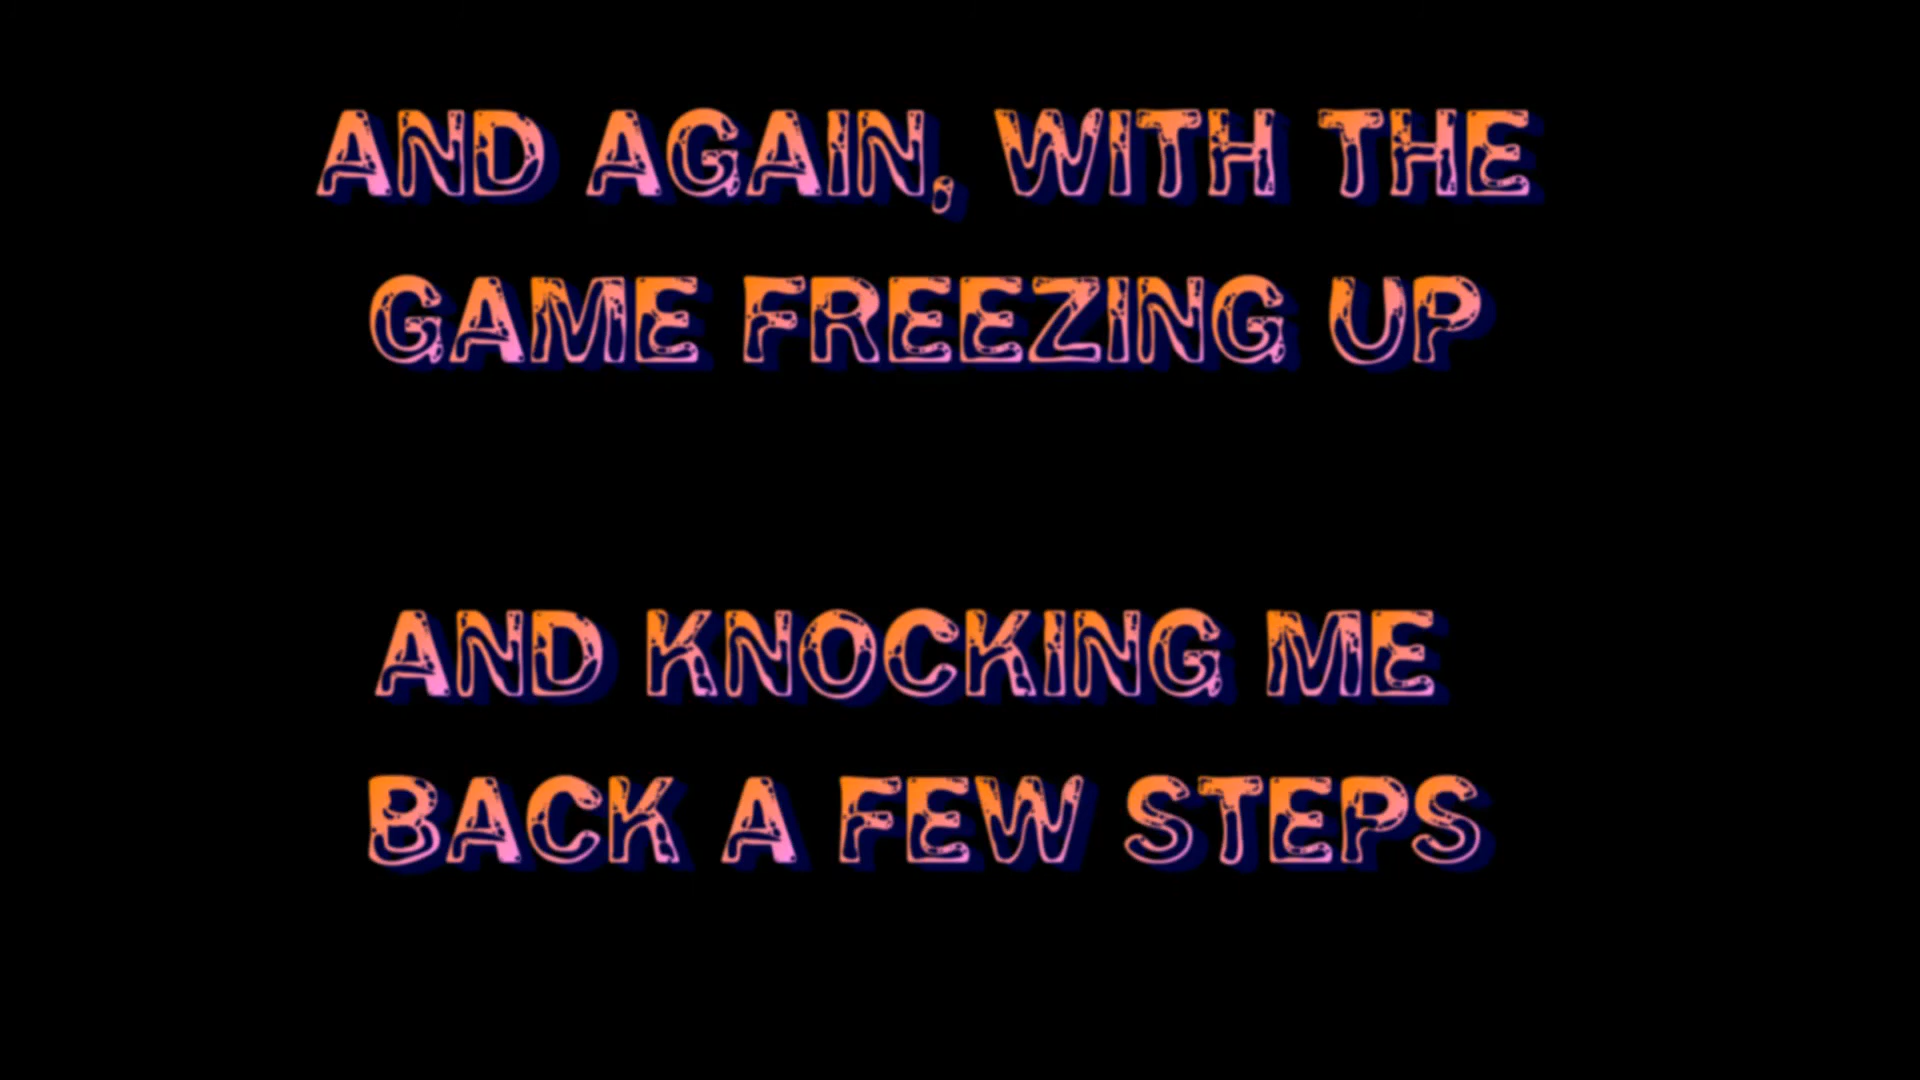 AND AGAIN, WITH THE
GAME FREEZING UP
AND KNOCKING ME
BACK A FEW STEPS